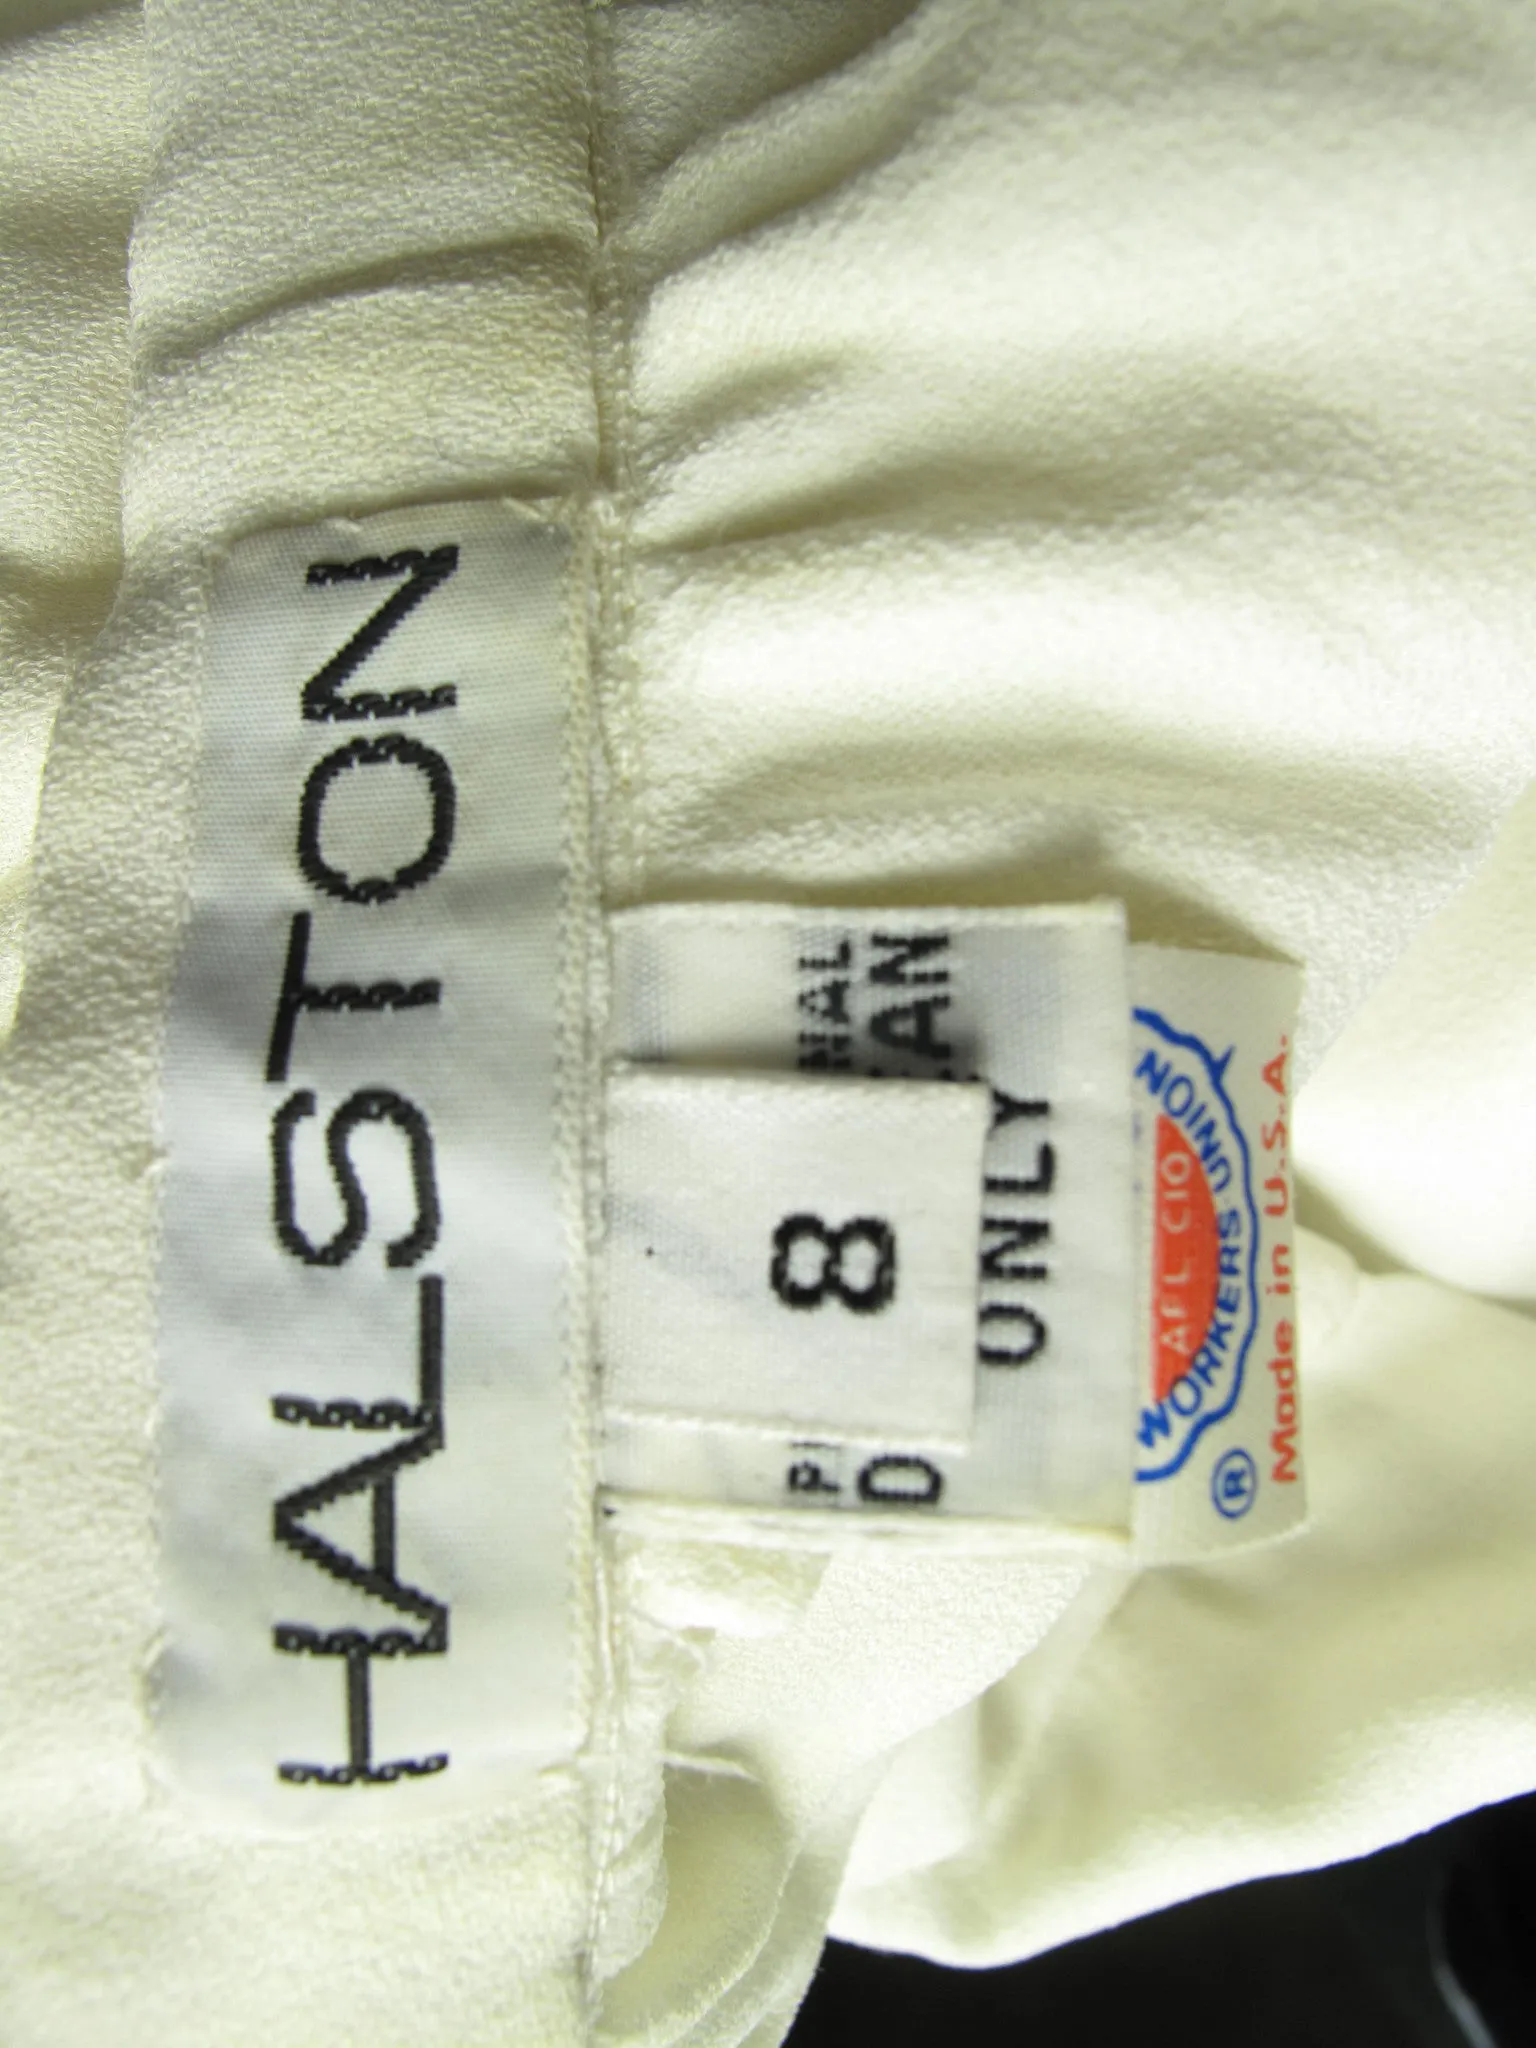 HALSTON
8
ONLY
AFL CIO
WORKERS UNION
®
Made in U.S.A.